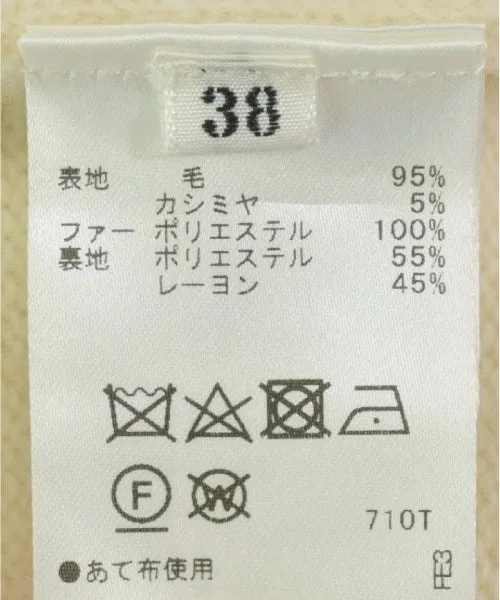 38
表地 毛 95%
カシミヤ 5%
ファー ポリエステル 100%
裏地 ポリエステル 55%
レーヨン 45%
F W
710T
●あて布使用